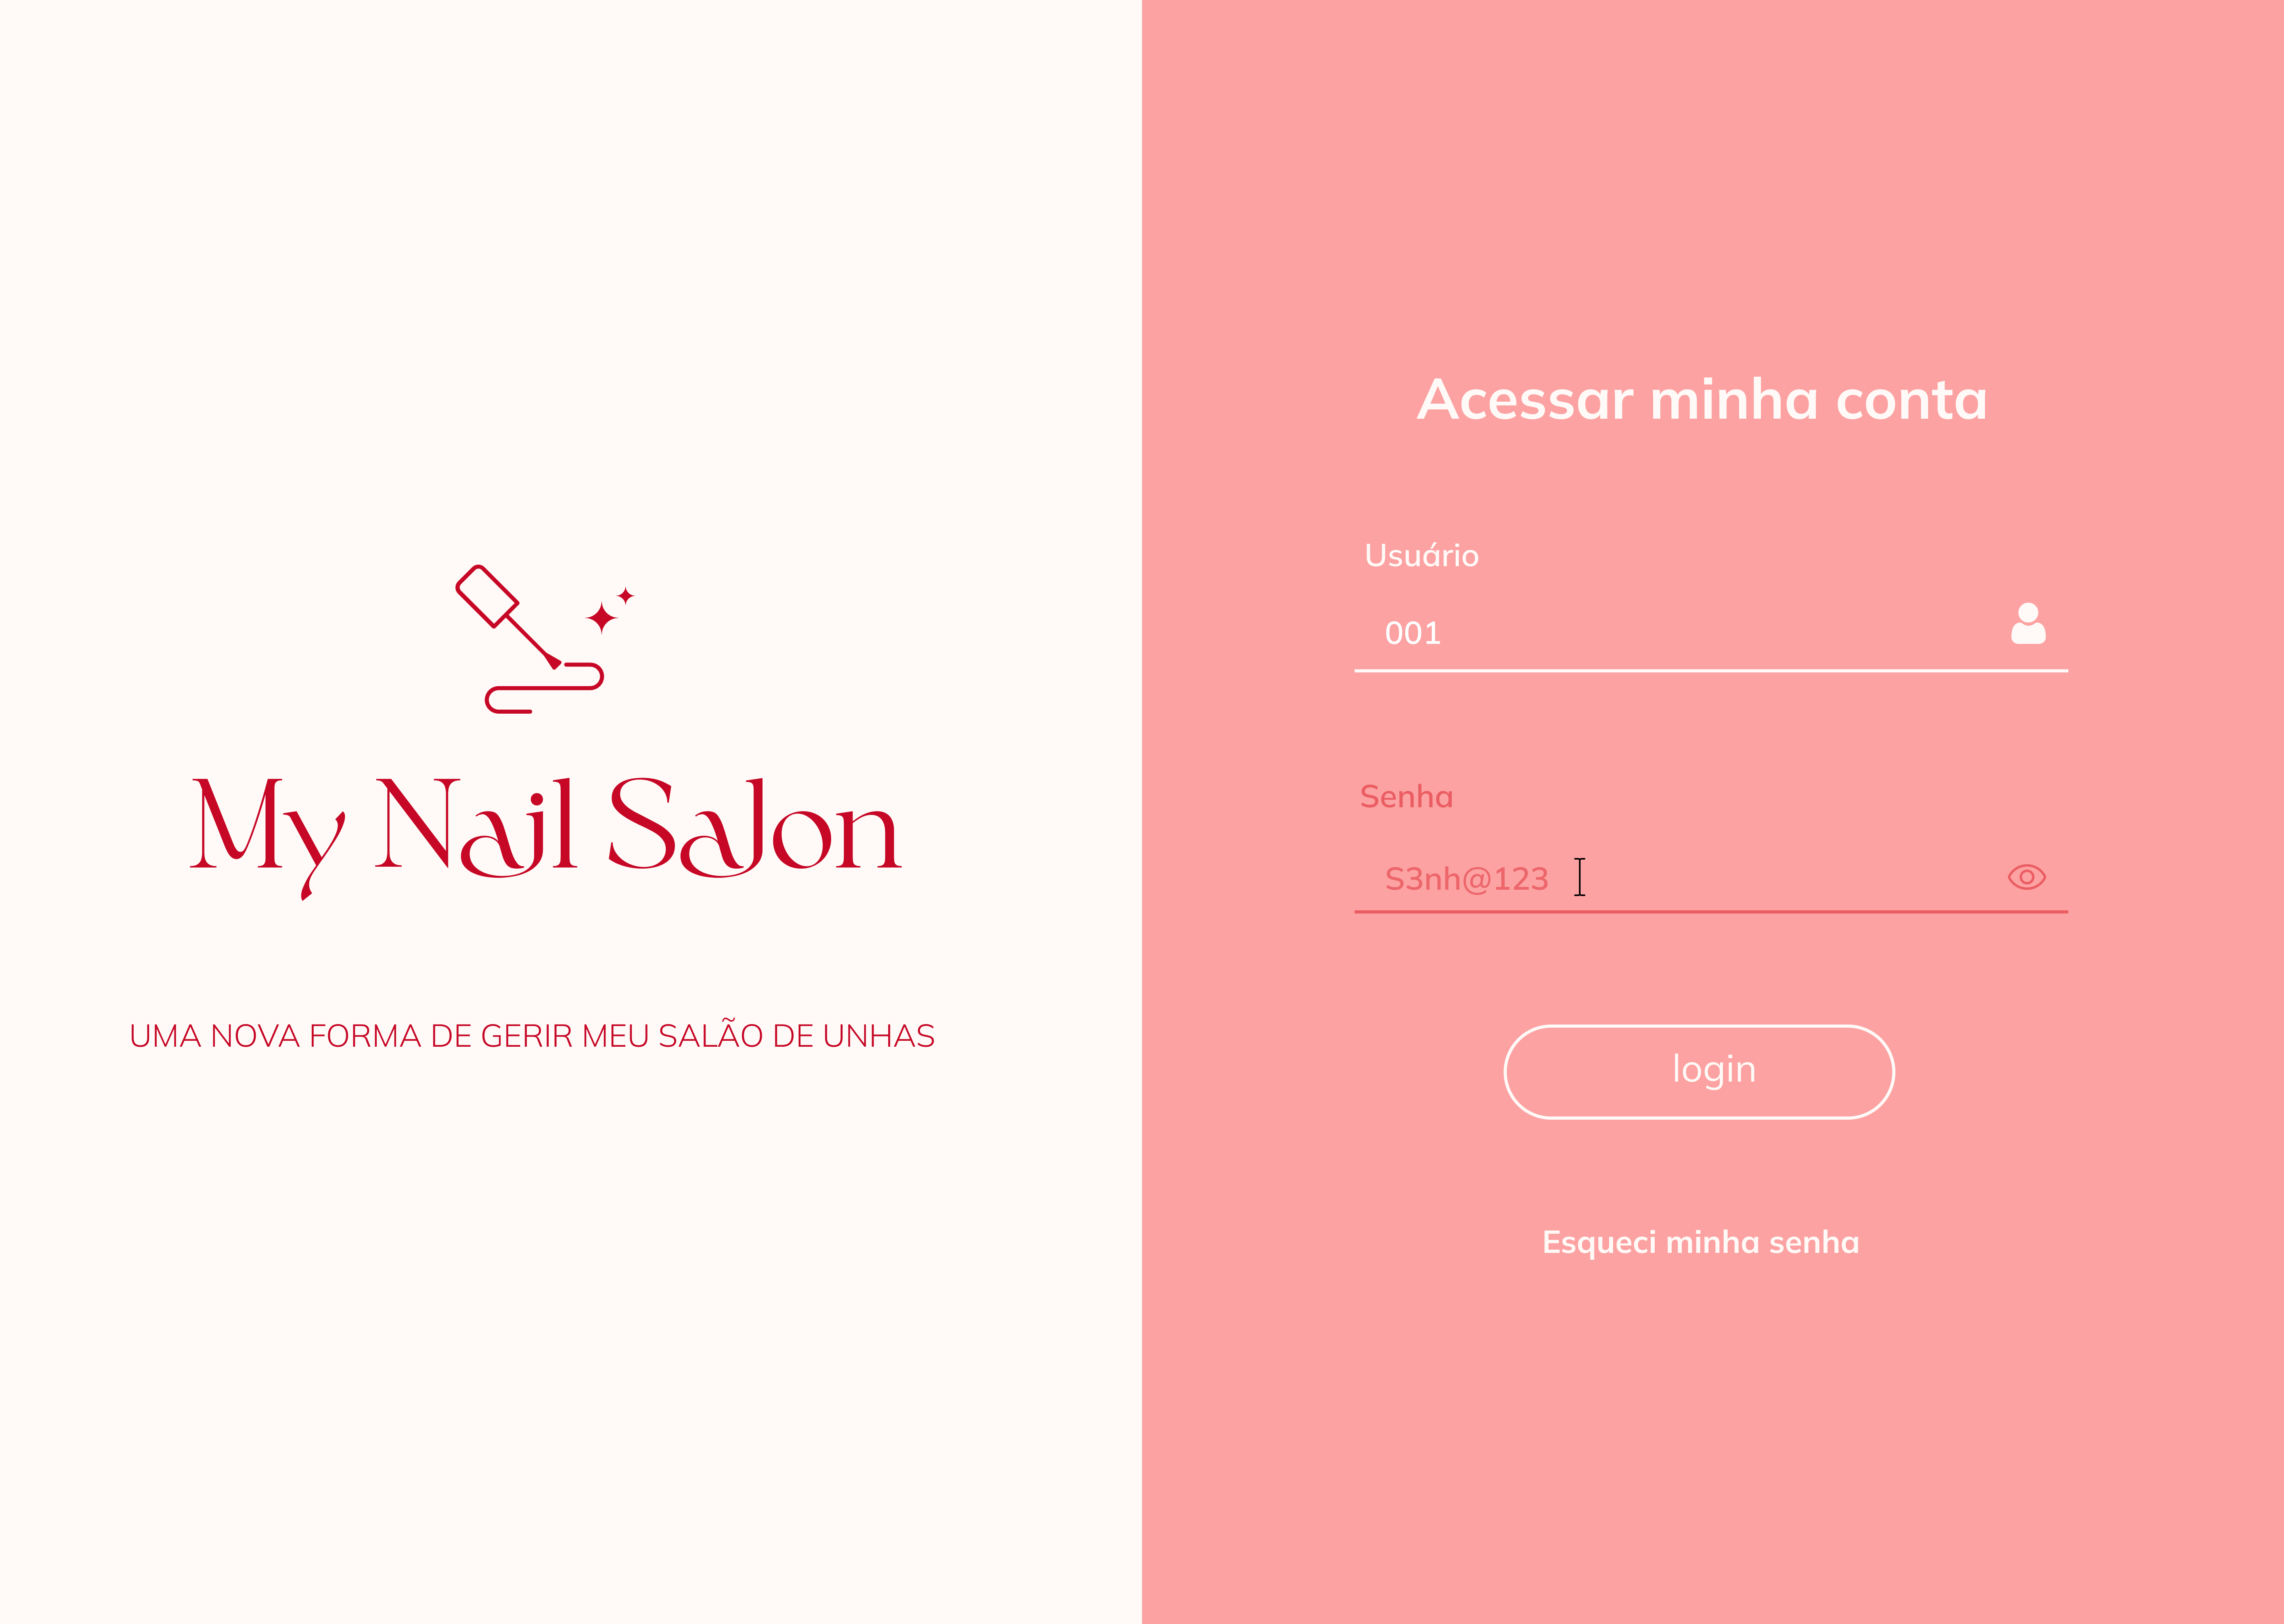 My Nail Salon
UMA NOVA FORMA DE GERIR MEU SALÃO DE UNHAS
Acessar minha conta
Usuário
001
Senha
S3nh@123
login
Esqueci minha senha